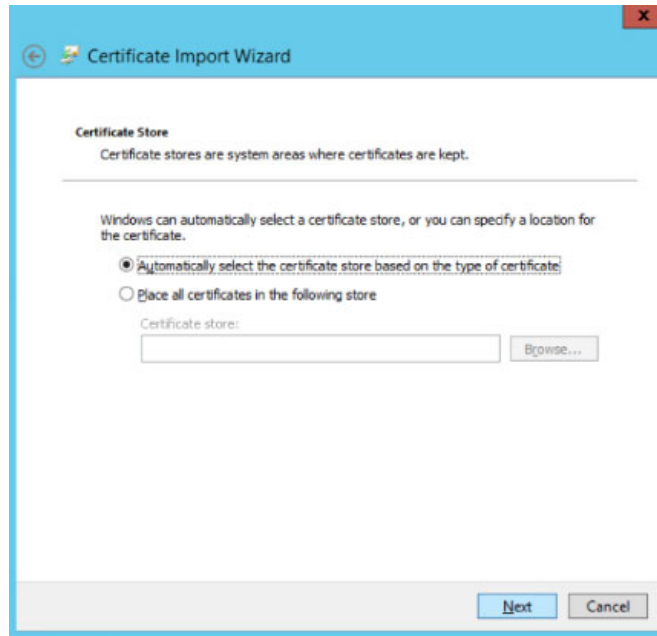 x
Certificate Import Wizard
Certificate Store
Certificate stores are system areas where certificates are kept.
Windows can automatically select a certificate store, or you can specify a location for
the certificate.
Automatically select the certificate store based on the type of certificate
Place all certificates in the following store
Certificate store:
Browse...
Next Cancel